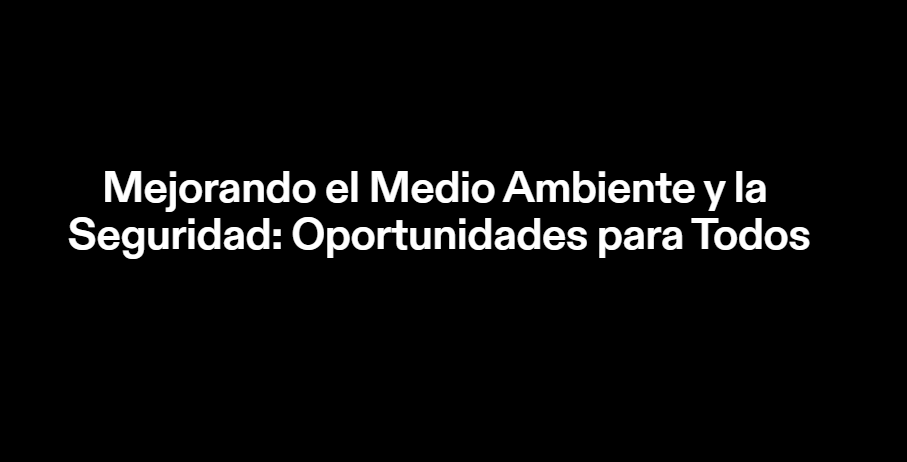 Mejorando el Medio Ambiente y la
Seguridad: Oportunidades para Todos